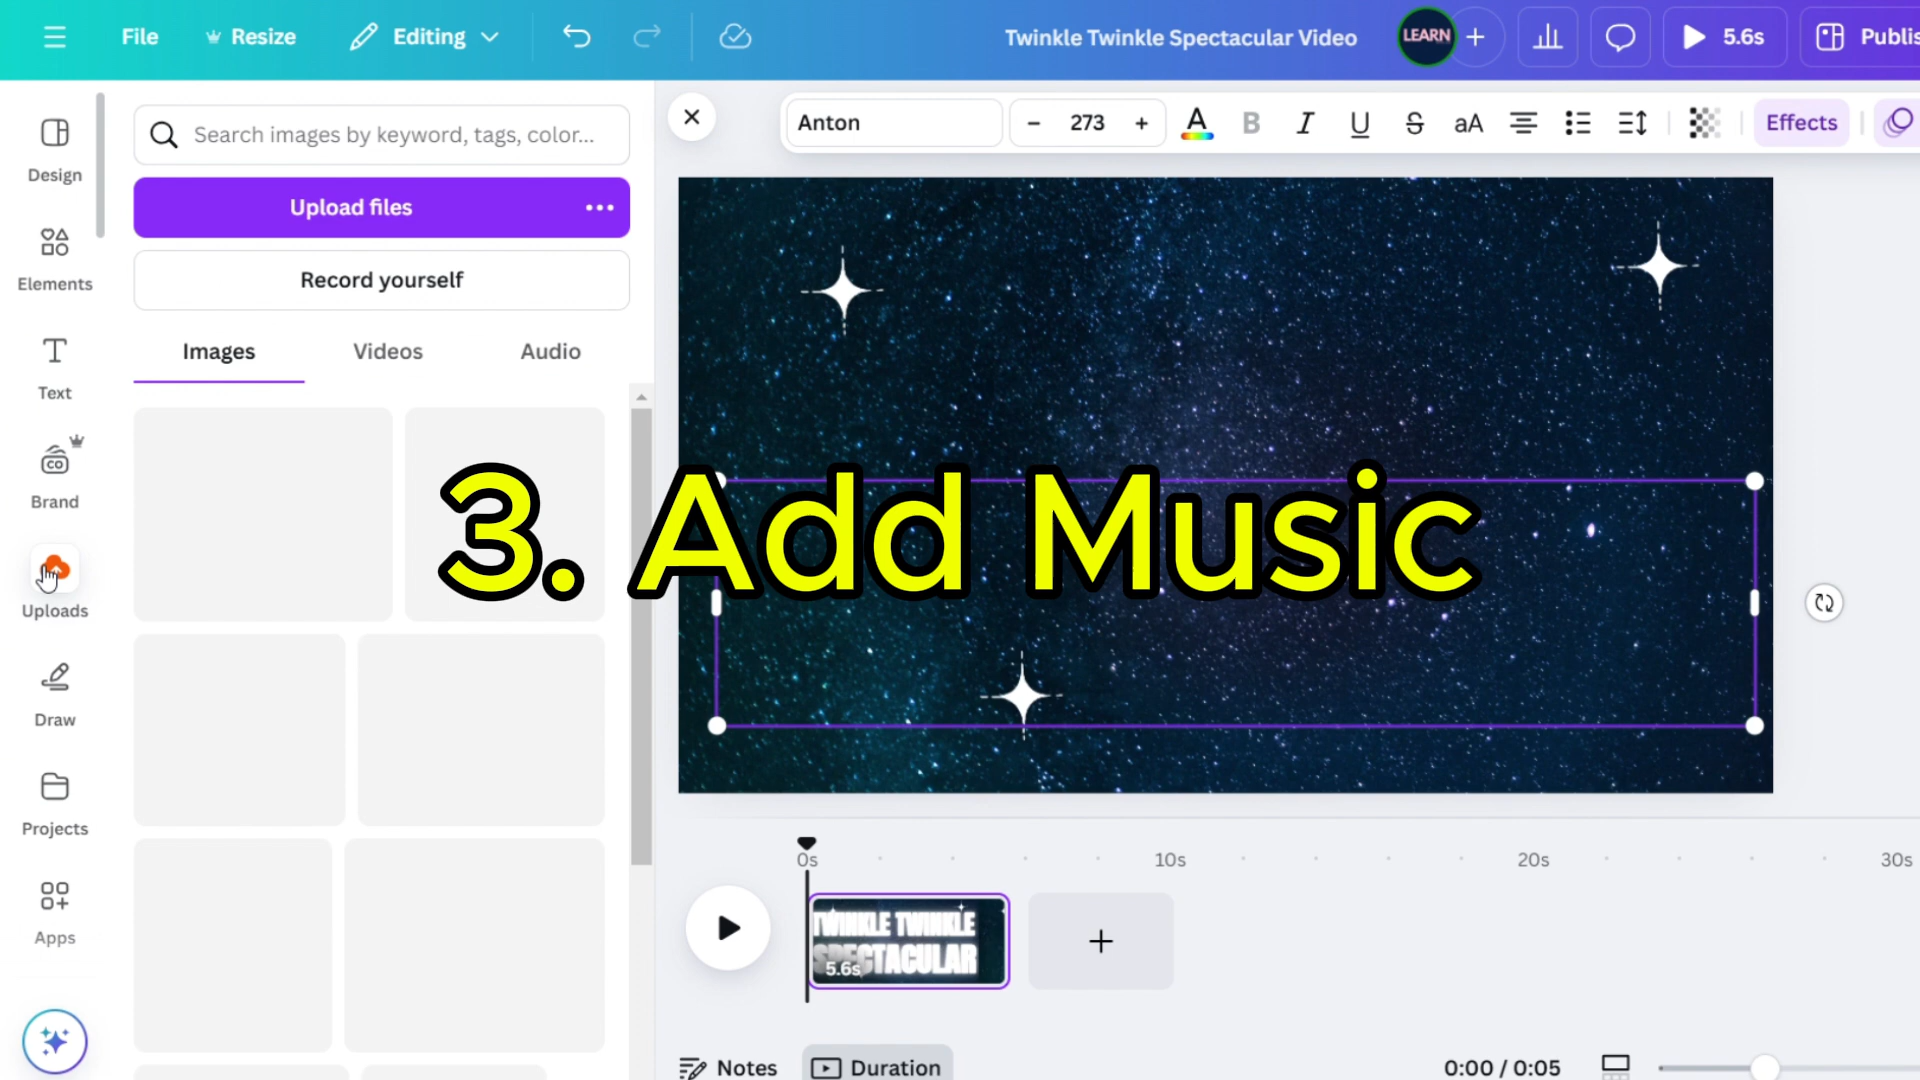 File
Resize
Editing
Twinkle Twinkle Spectacular Video
LEARN
5.6s
Design
Elements
Text
CO
Brand
Uploads
Draw
Projects
Apps
Search images by keyword, tags, color...
Upload files
Record yourself
Images
Videos
Audio
Anton
273
A
B
I
U
S
aA
Effects
3. Add Music
0s
10s
20s
30s
TWINKLE TWINKLE
SPECTACULAR
5.6s
Notes
Duration
0:00 / 0:05